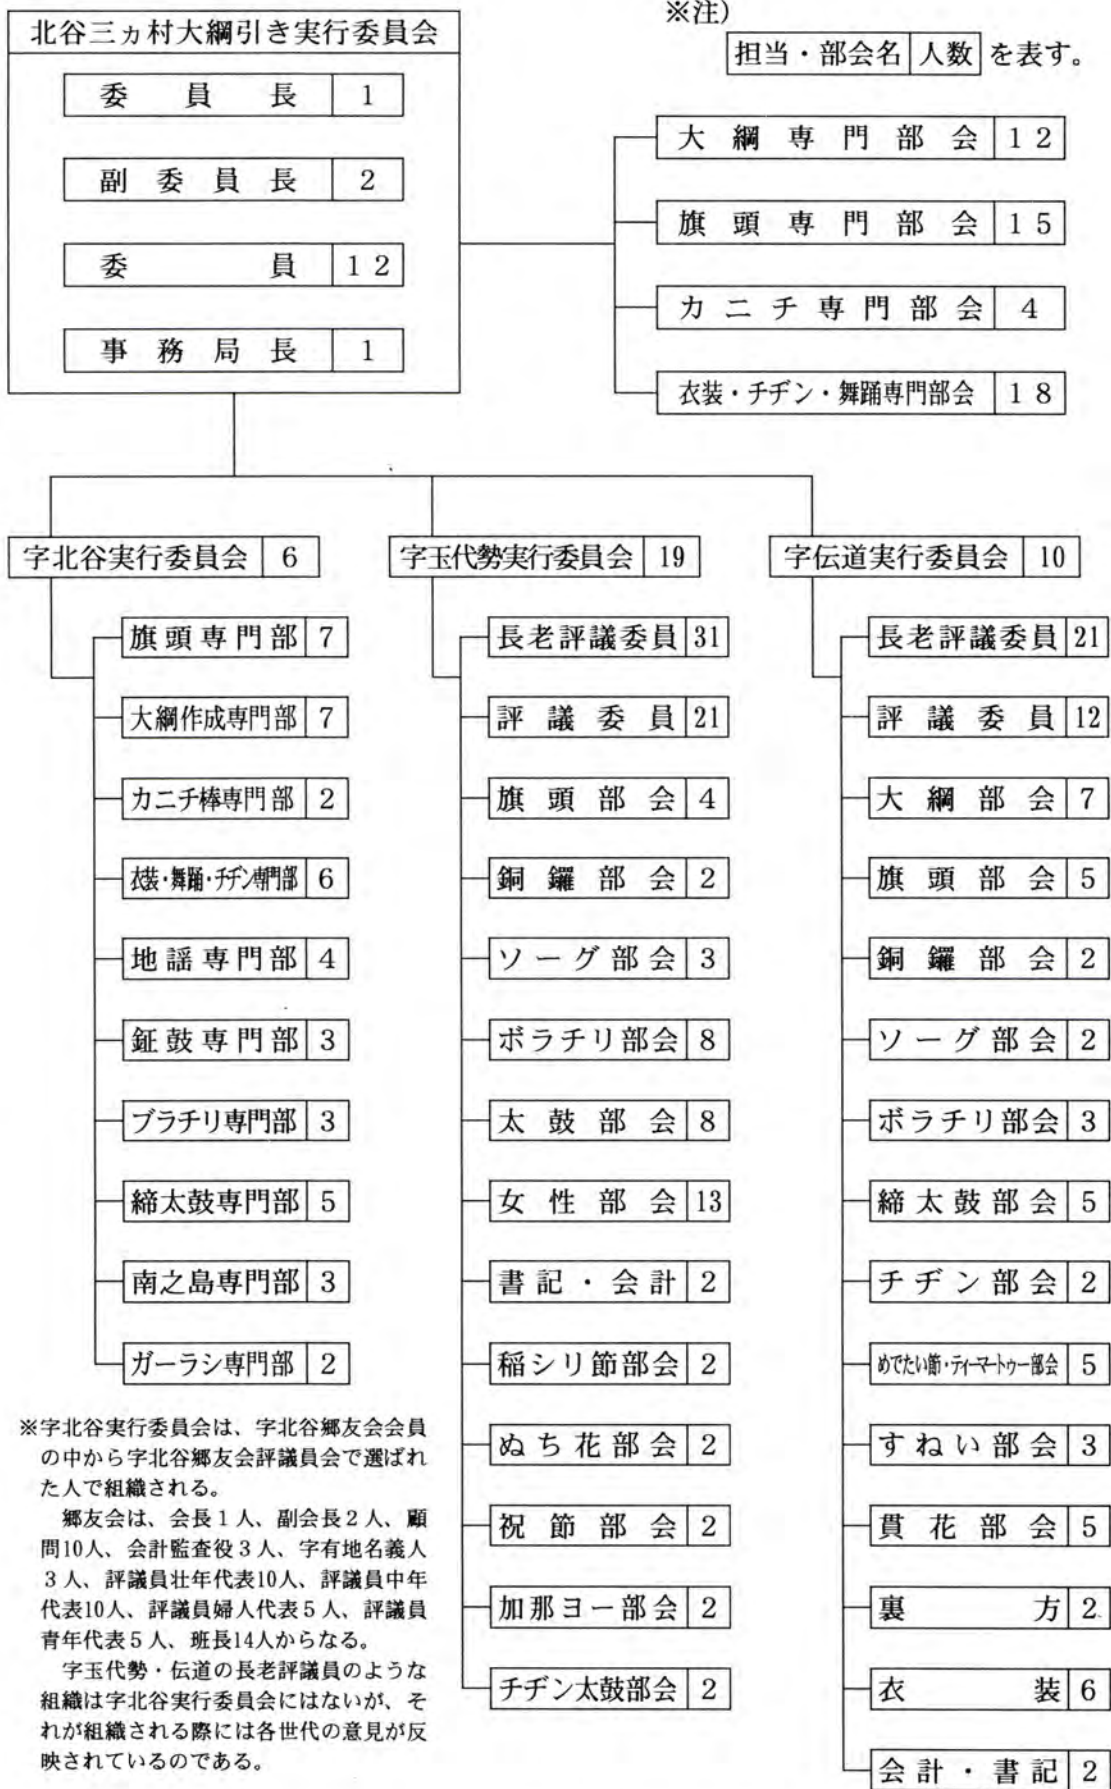 北谷三ヵ村大綱引き実行委員会
委員長 1
副委員長 2
委員 12
事務局長 1
※注)
担当・部会名 人数 を表す。
大綱専門部会 12
旗頭専門部会 15
カニチ専門部会 4
衣装・チヂン・舞踊専門部会 18
字北谷実行委員会 6
旗頭専門部 7
大綱作成専門部 7
カニチ棒専門部 2
衣装・舞踊・チヂン専門部 6
地謡専門部 4
鉦鼓専門部 3
ブラチリ専門部 3
締太鼓専門部 5
南之島専門部 3
ガーラシ専門部 2
※字北谷実行委員会は、字北谷郷友会会員
の中から字北谷郷友会評議員会で選ばれ
た人で組織される。
郷友会は、会長1人、副会長2人、顧
問10人、会計監査役3人、字有地名義人
3人、評議員壮年代表10人、評議員中年
代表10人、評議員婦人代表5人、評議員
青年代表5人、班長14人からなる。
字玉代勢・伝道の長老評議員のような
組織は字北谷実行委員会にはないが、そ
れが組織される際には各世代の意見が反
映されているのである。
字玉代勢実行委員会 19
長老評議委員 31
評議委員 21
旗頭部会 4
銅鑼部会 2
ソーグ部会 3
ボラチリ部会 8
太鼓部会 8
女性部会 13
書記・会計 2
稲シリ節部会 2
ぬち花部会 2
祝節部会 2
加那ヨー部会 2
チヂン太鼓部会 2
字伝道実行委員会 10
長老評議委員 21
評議委員 12
大綱部会 7
旗頭部会 5
銅鑼部会 2
ソーグ部会 2
ボラチリ部会 3
締太鼓部会 5
チヂン部会 2
めでたい節・ティーマートゥー部会 5
すねい部会 3
貫花部会 5
裏方 2
衣装 6
会計・書記 2